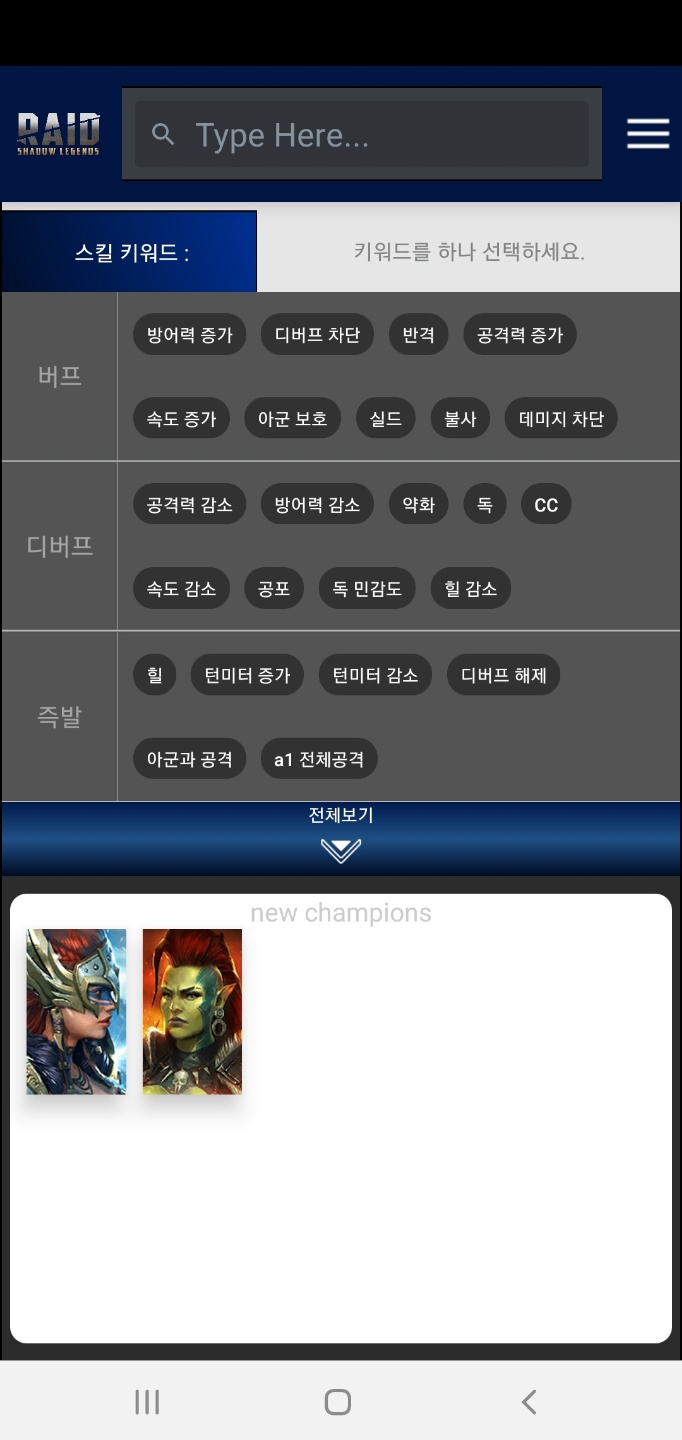 RAID
SHADOW LEGENDS
Type Here...
스킬 키워드 :
키워드를 하나 선택하세요.
버프
방어력 증가 디버프 차단 반격 공격력 증가
속도 증가 아군 보호 실드 불사 데미지 차단
디버프
공격력 감소 방어력 감소 약화 독 CC
속도 감소 공포 독 민감도 힐 감소
즉발
힐 턴미터 증가 턴미터 감소 디버프 해제
아군과 공격 a1 전체공격
전체보기
new champions